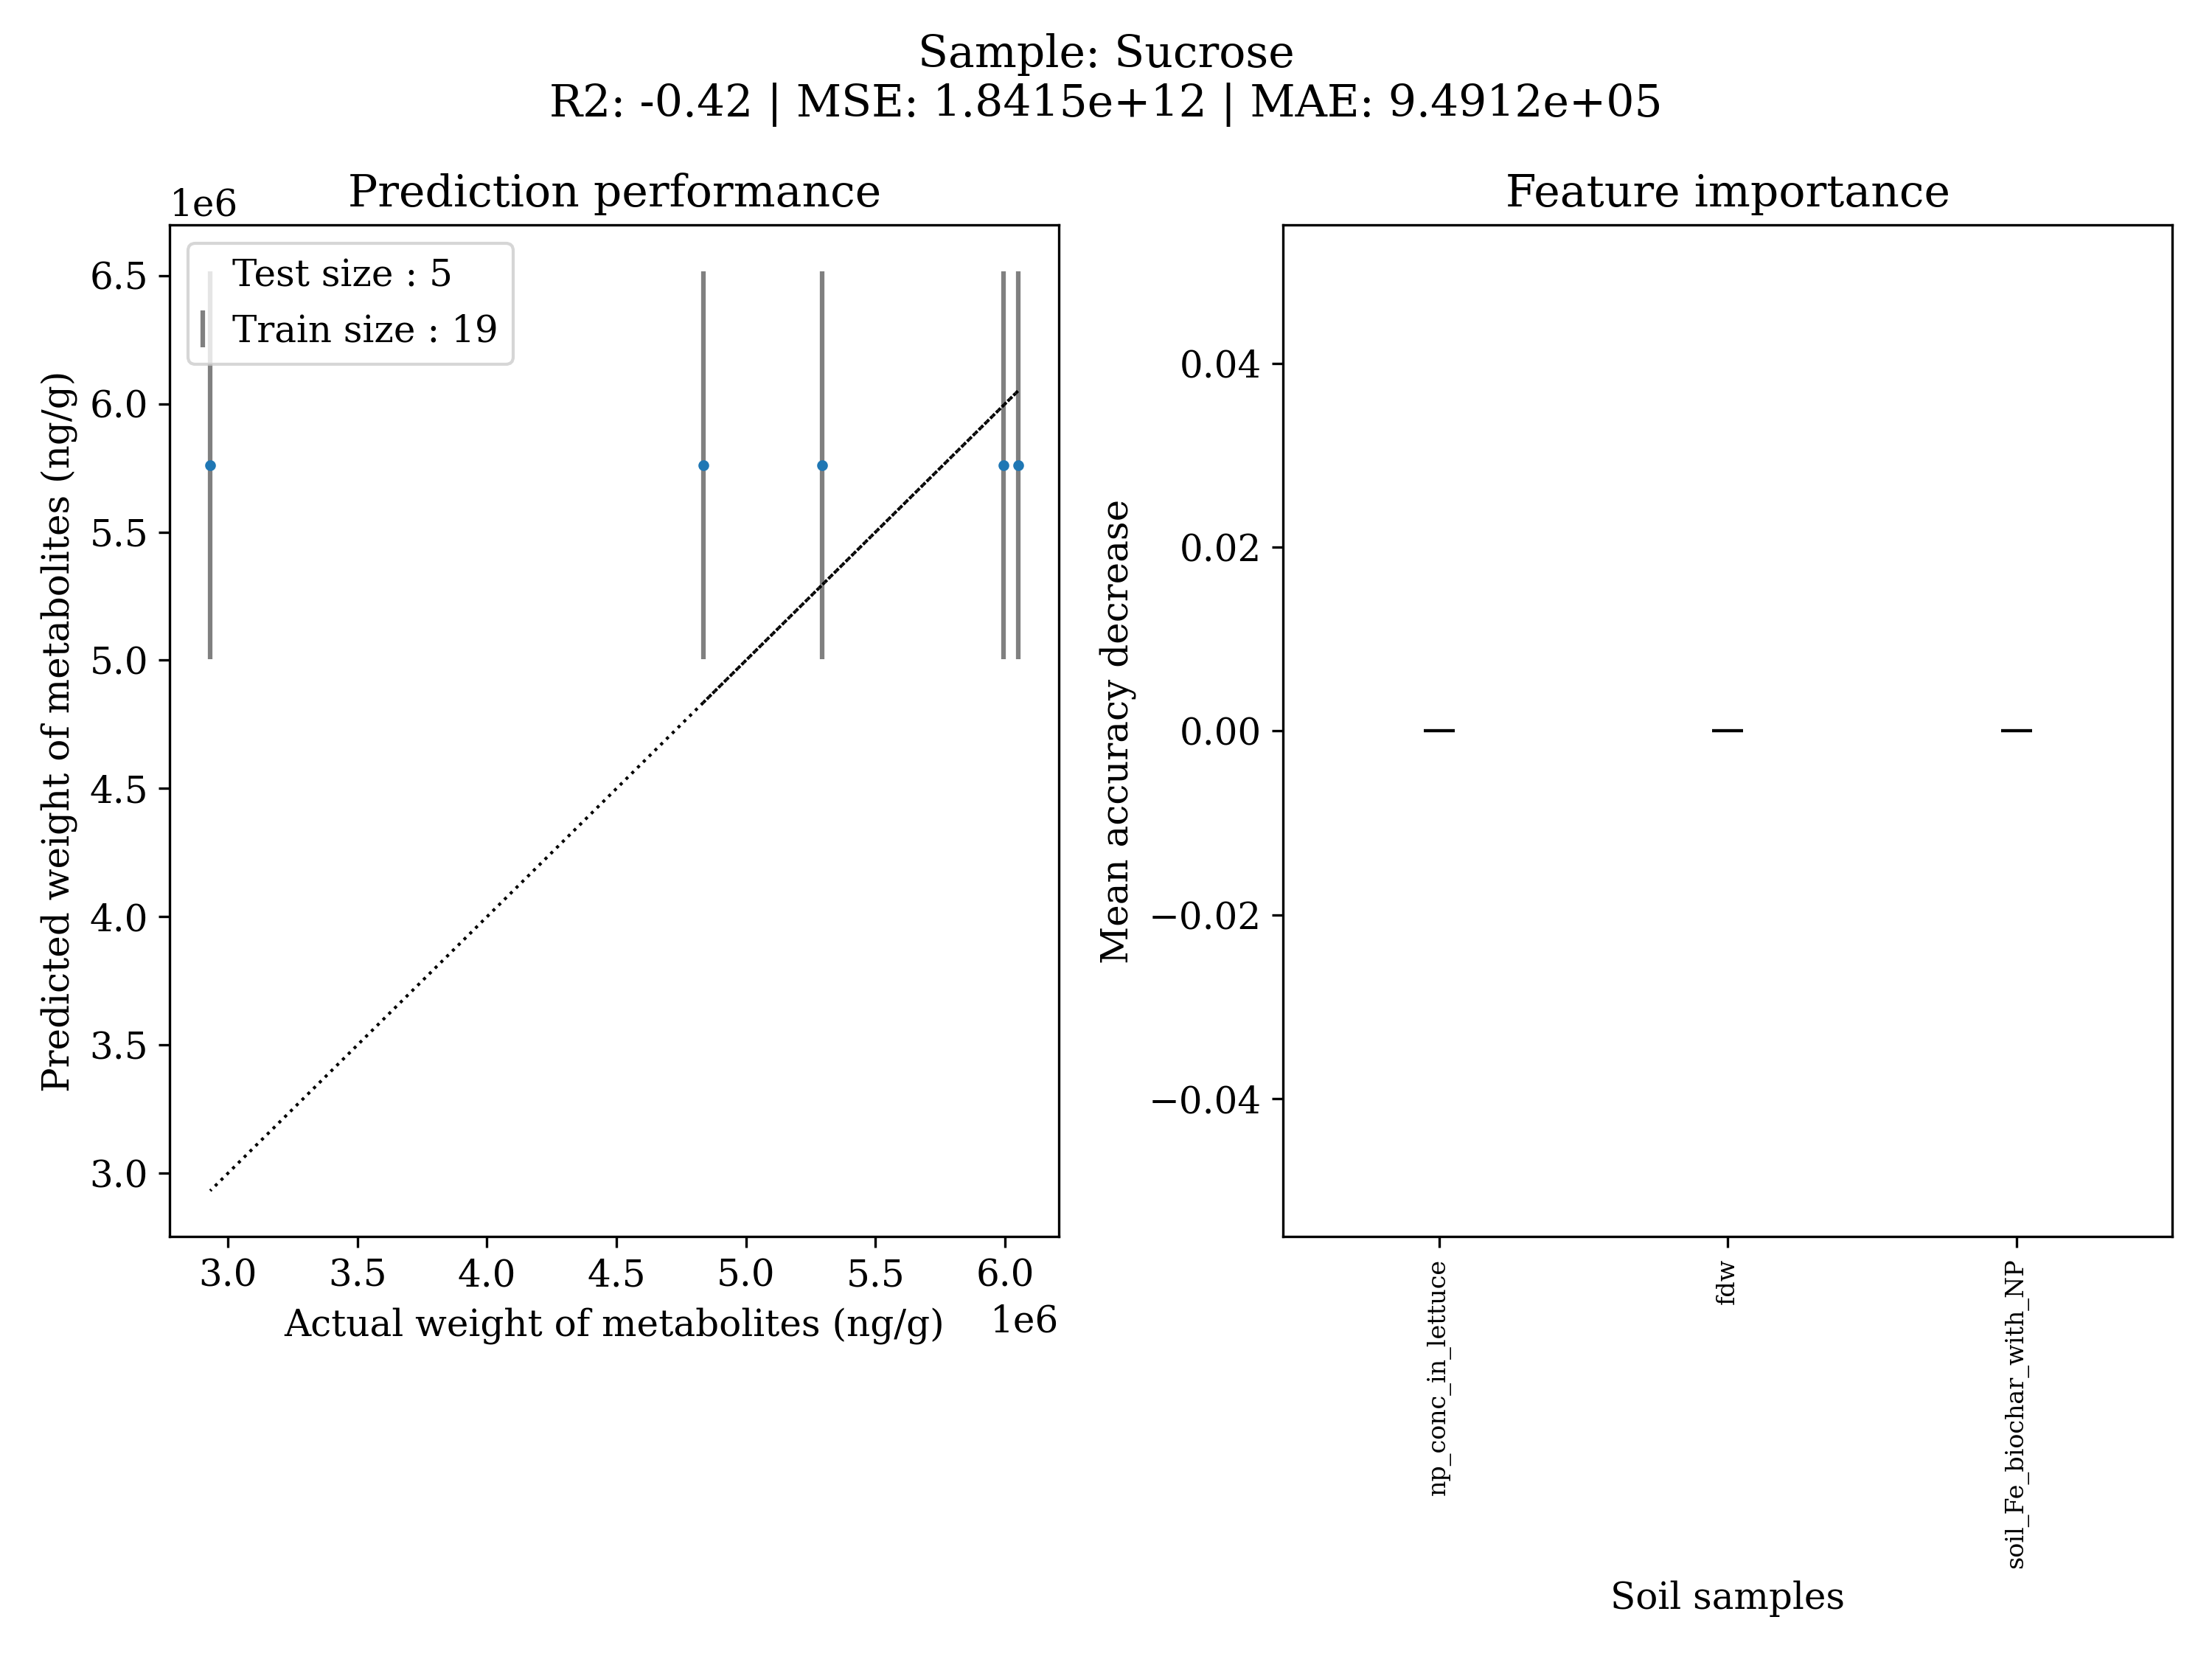 Sample: Sucrose
R2: -0.42 | MSE: 1.8415e+12 | MAE: 9.4912e+05
Prediction performance
1e6
Test size : 5
Train size : 19
6.5
6.0
5.5
5.0
4.5
4.0
3.5
3.0
Predicted weight of metabolites (ng/g)
3.0 3.5 4.0 4.5 5.0 5.5 6.0
Actual weight of metabolites (ng/g)
1e6
Feature importance
0.04
0.02
0.00
−0.02
−0.04
Mean accuracy decrease
np_conc_in_lettuce
fdw
soil_Fe_biochar_with_NP
Soil samples